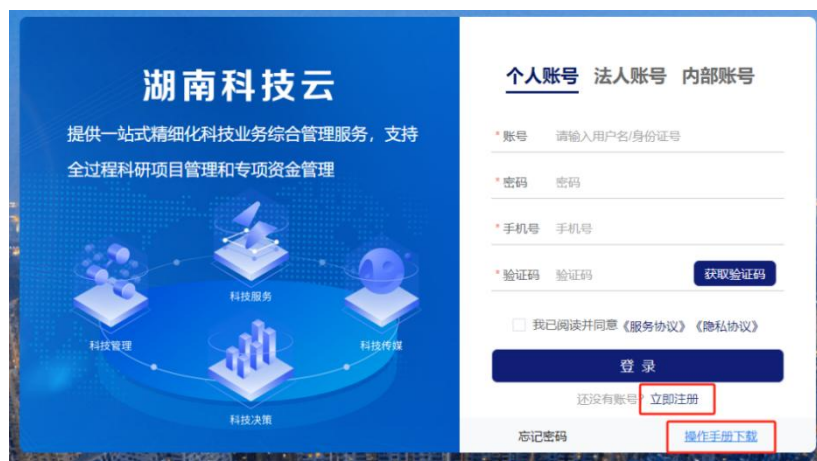 湖南科技云
提供一站式精细化科技业务综合管理服务，支持
全过程科研项目管理和专项资金管理
科技服务
科技管理
科技传媒
科技决策
个人账号 法人账号 内部账号
*账号 请输入用户名/身份证号
*密码 密码
*手机号 手机号
*验证码 验证码 获取验证码
我已阅读并同意《服务协议》《隐私协议》
登 录
还没有账号? 立即注册
忘记密码 操作手册下载